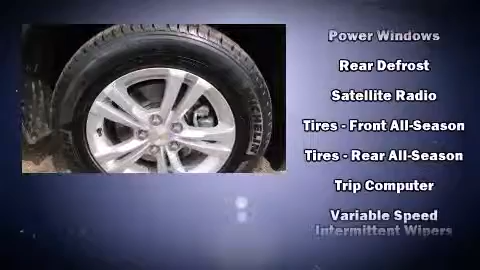 Power Windows
Rear Defrost
Satellite Radio
Tires - Front All-Season
Tires - Rear All-Season
Trip Computer
Variable Speed
Intermittent Wipers
MICHELIN